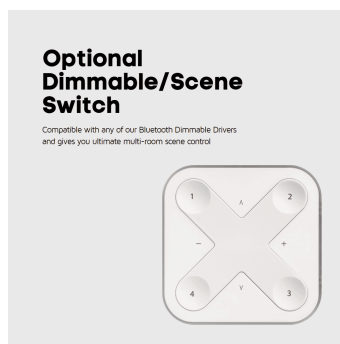 Optional
Dimmable/Scene
Switch
Compatible with any of our Bluetooth Dimmable Drivers
and gives you ultimate multi-room scene control
1
∧
2
− +
4
∨
3